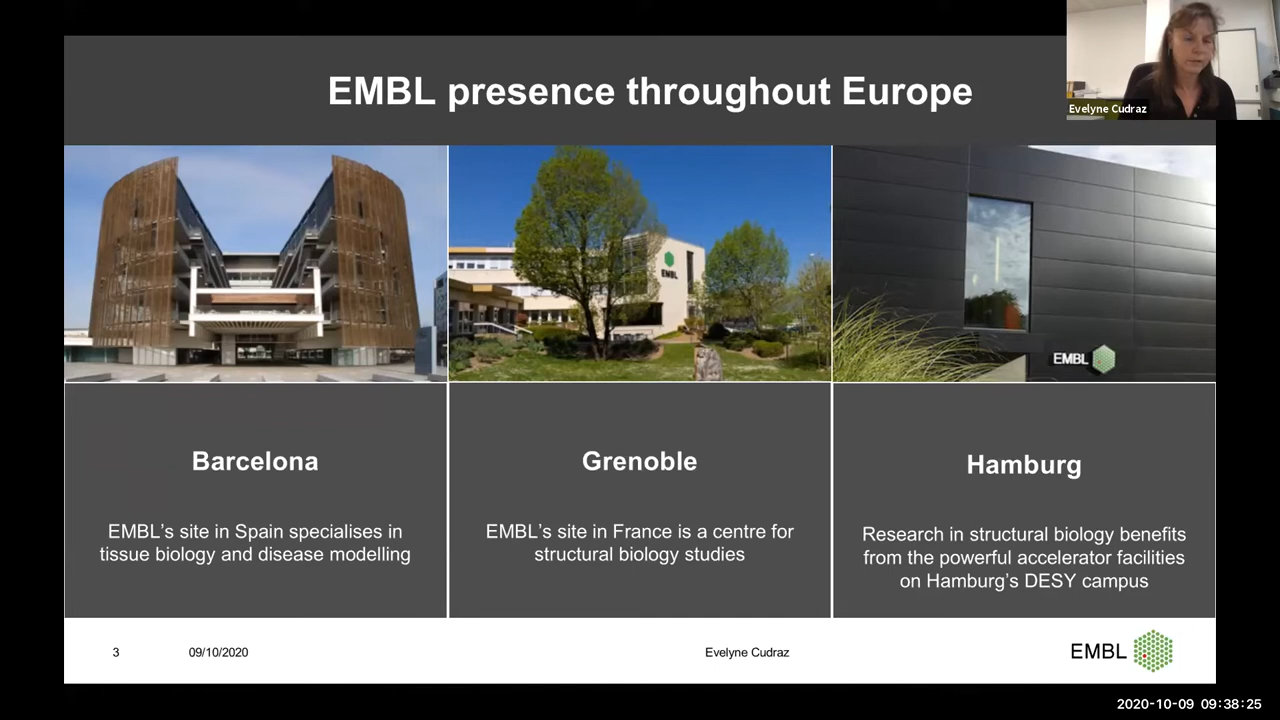 EMBL presence throughout Europe
Evelyne Cudraz
EMBL
EMBL
Barcelona
EMBL's site in Spain specialises in
tissue biology and disease modelling
Grenoble
EMBL's site in France is a centre for
structural biology studies
Hamburg
Research in structural biology benefits
from the powerful accelerator facilities
on Hamburg's DESY campus
3
09/10/2020
Evelyne Cudraz
EMBL
2020-10-09 09:38:25